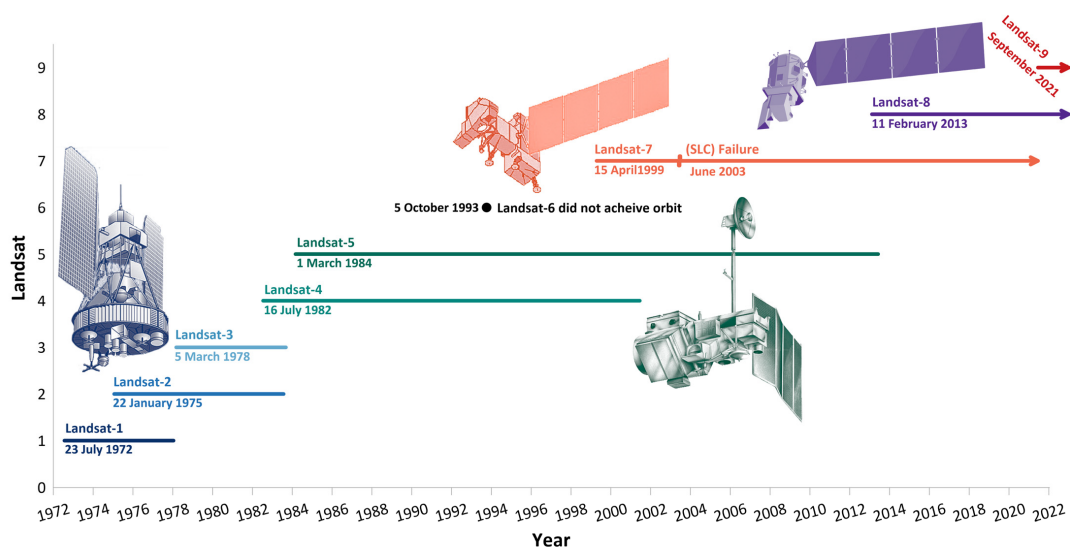 Landsat-9
September 2021
9
Landsat-8
8
11 February 2013
Landsat-7
(SLC) Failure
7
15 April1999
June 2003
6
5 October 1993
Landsat-6 did not acheive orbit
Landsat-5
5
1 March 1984
Landsat-4
4
16 July 1982
Landsat-3
3
5 March 1978
Landsat-2
2
22 January 1975
Landsat-1
1
23 July 1972
0
Landsat
1972 1974 1976 1978 1980 1982 1984 1986 1988 1990 1992 1994 1996 1998 2000 2002 2004 2006 2008 2010 2012 2014 2016 2018 2020 2022
Year